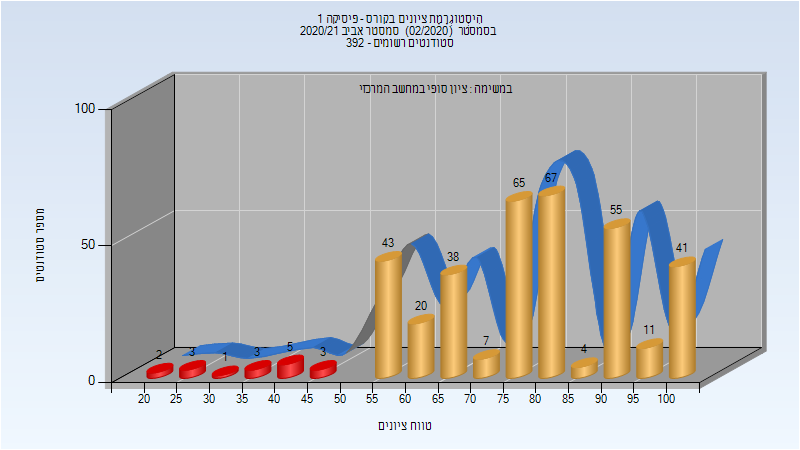 היסטוגרמת ציונים בקורס - פיסיקה 1
בסמסטר (02/2020) סמסטר אביב 2020/21
סטודנטים רשומים - 392
במשימה : ציון סופי במחשב המרכזי
מספר סטודנטים
100
50
0
2
3
1
3
5
3
43
20
38
7
65
67
4
55
11
41
20 25 30 35 40 45 50 55 60 65 70 75 80 85 90 95 100
טווח ציונים